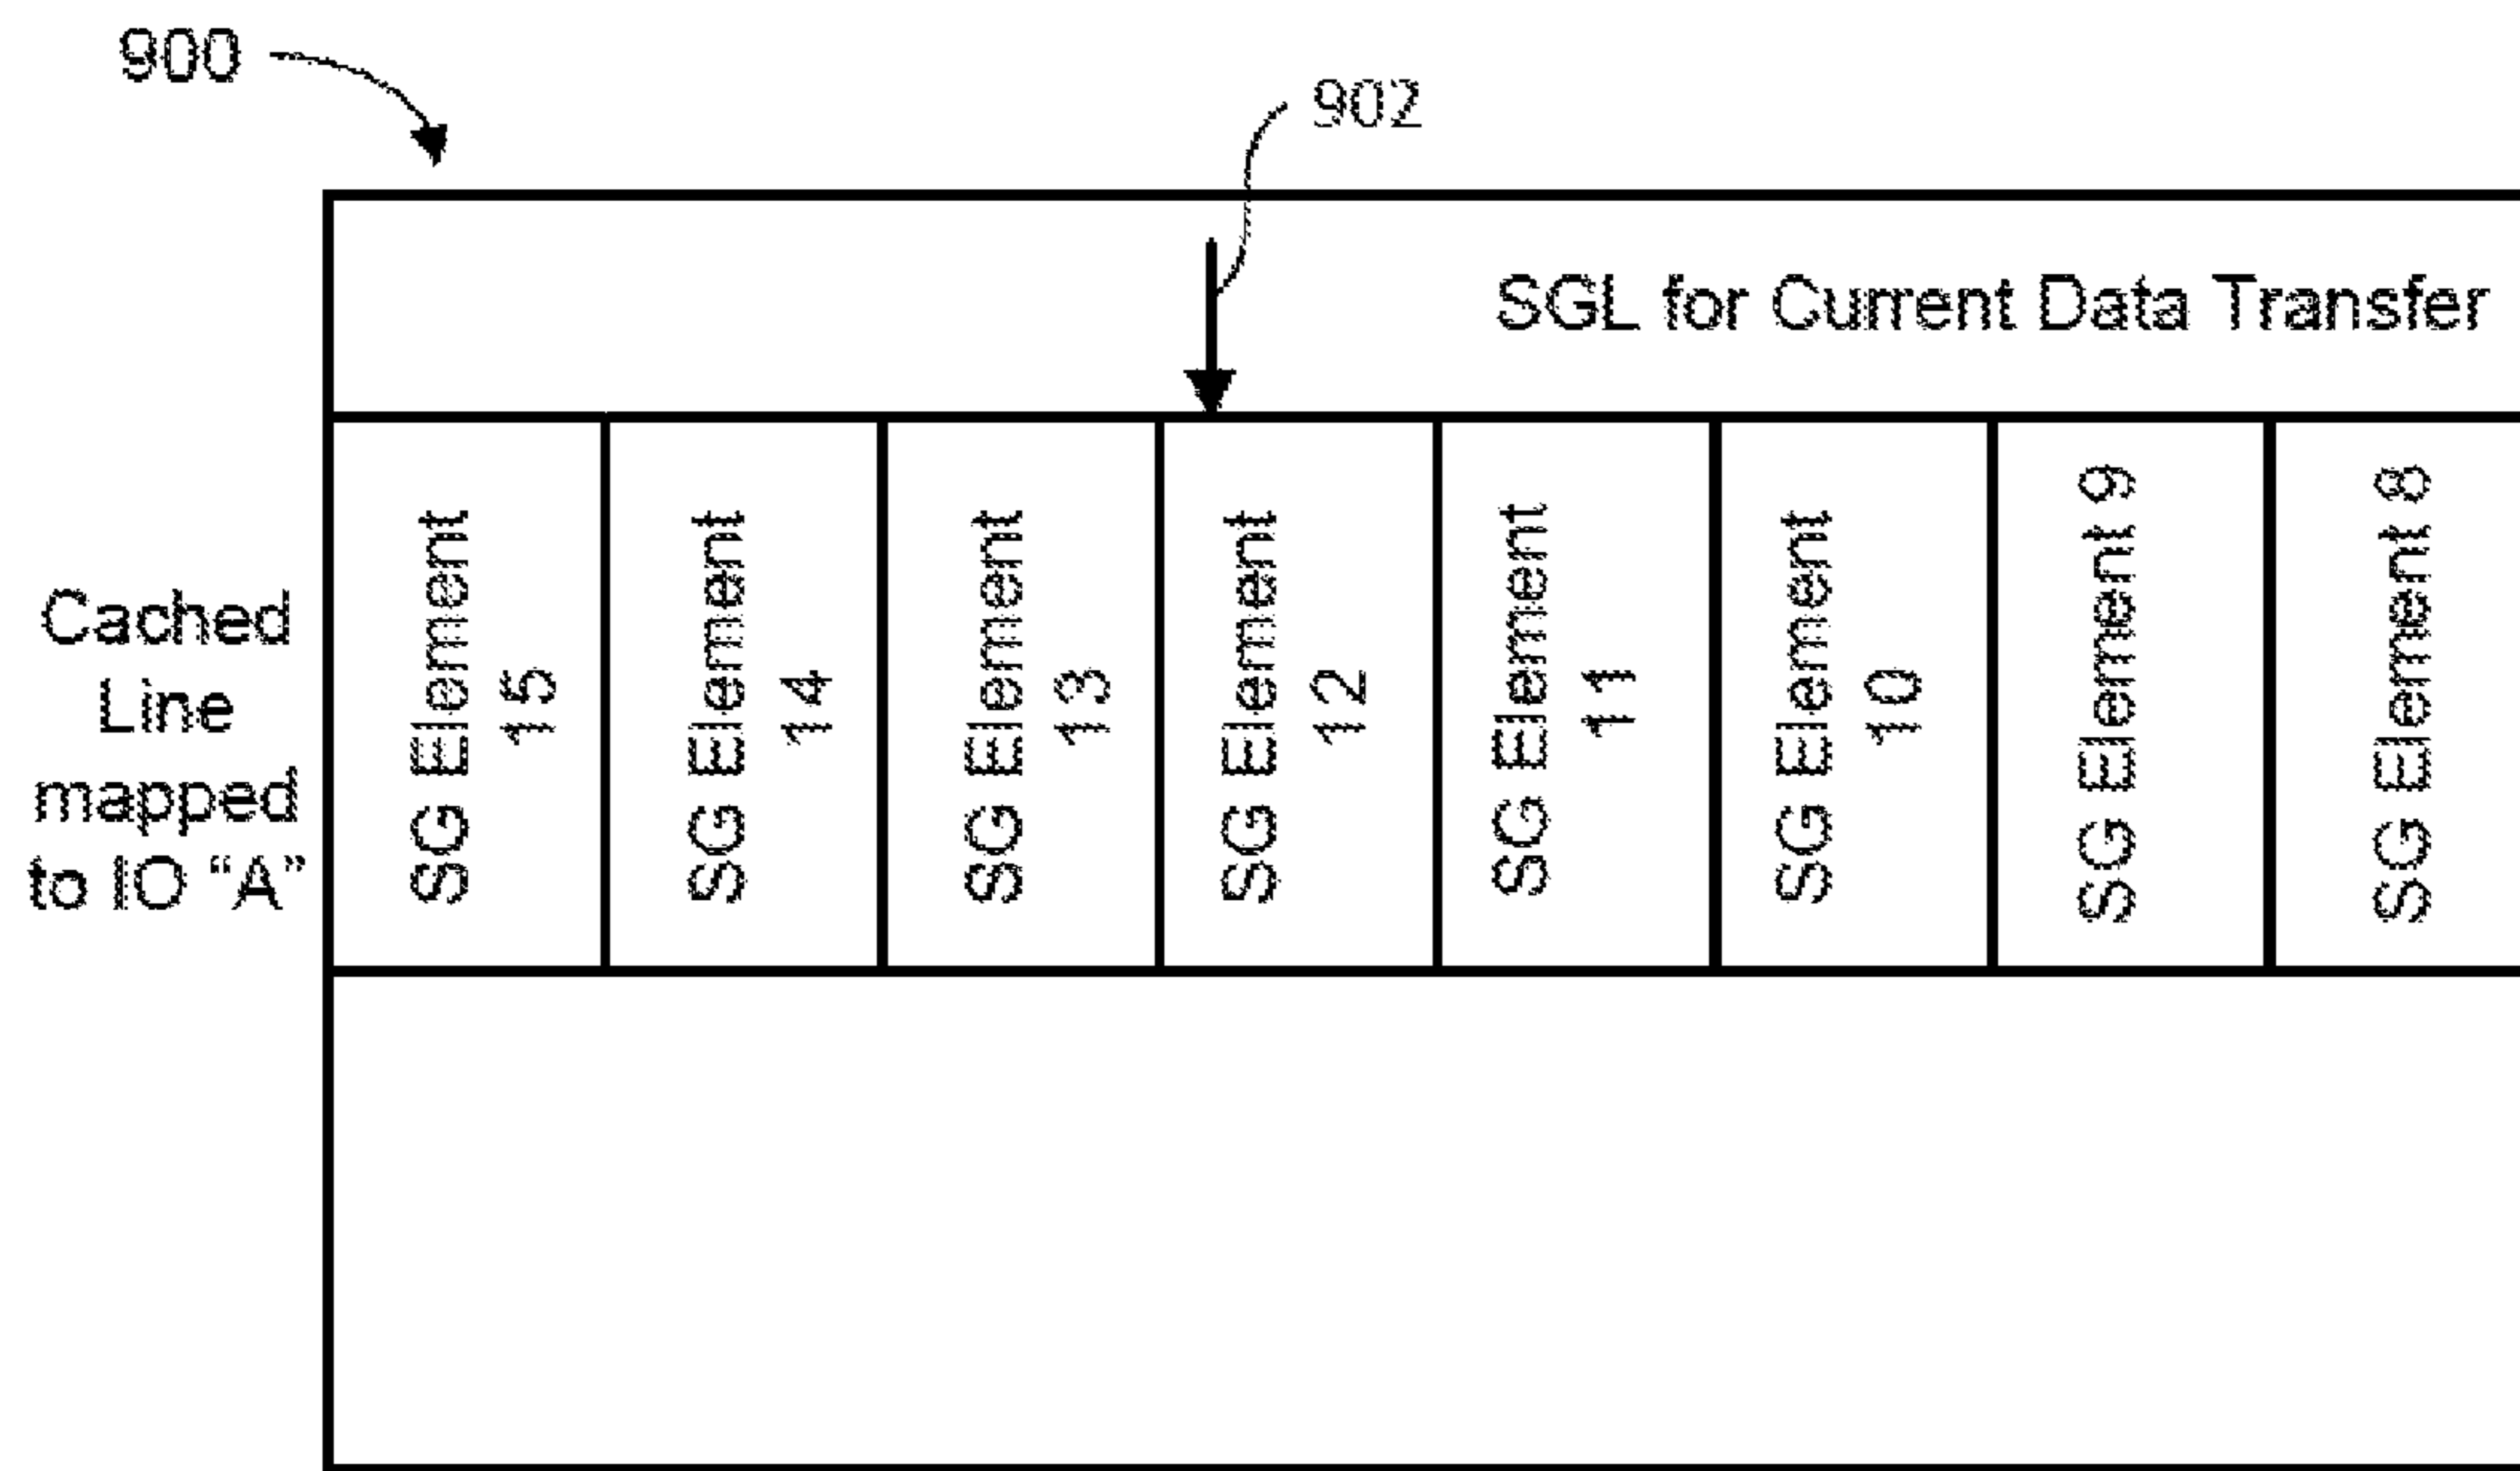 900
902
SGL for Current Data Transfer
Cached
Line
mapped
to IO “A”
SG Element
15
SG Element
14
SG Element
13
SG Element
12
SG Element
11
SG Element
10
SG Element 9
SG Element 8